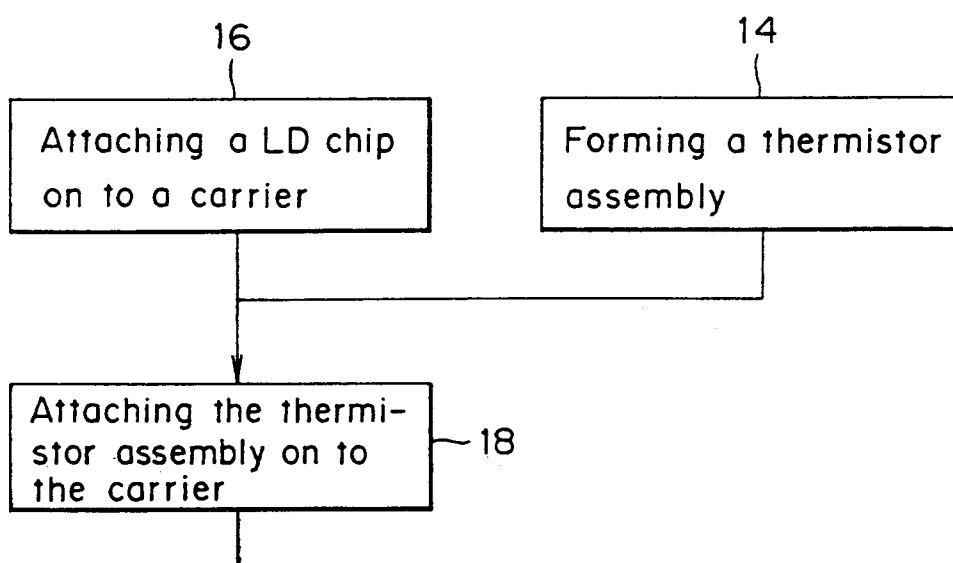 16
14
Attaching a LD chip
on to a carrier
Forming a thermistor
assembly
Attaching the thermi-
stor assembly on to
the carrier
18